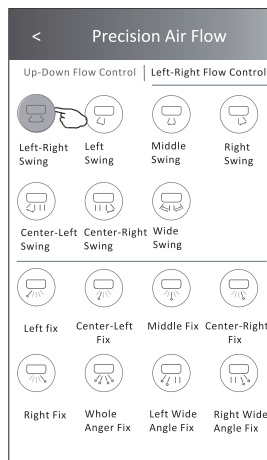 < Precision Air Flow
Up-Down Flow Control Left-Right Flow Control
Left-Right Swing
Left Swing
Middle Swing
Right Swing
Center-Left Swing
Center-Right Swing
Wide Swing
Left fix
Center-Left Fix
Middle Fix
Center-Right Fix
Right Fix
Whole Anger Fix
Left Wide Angle Fix
Right Wide Angle Fix